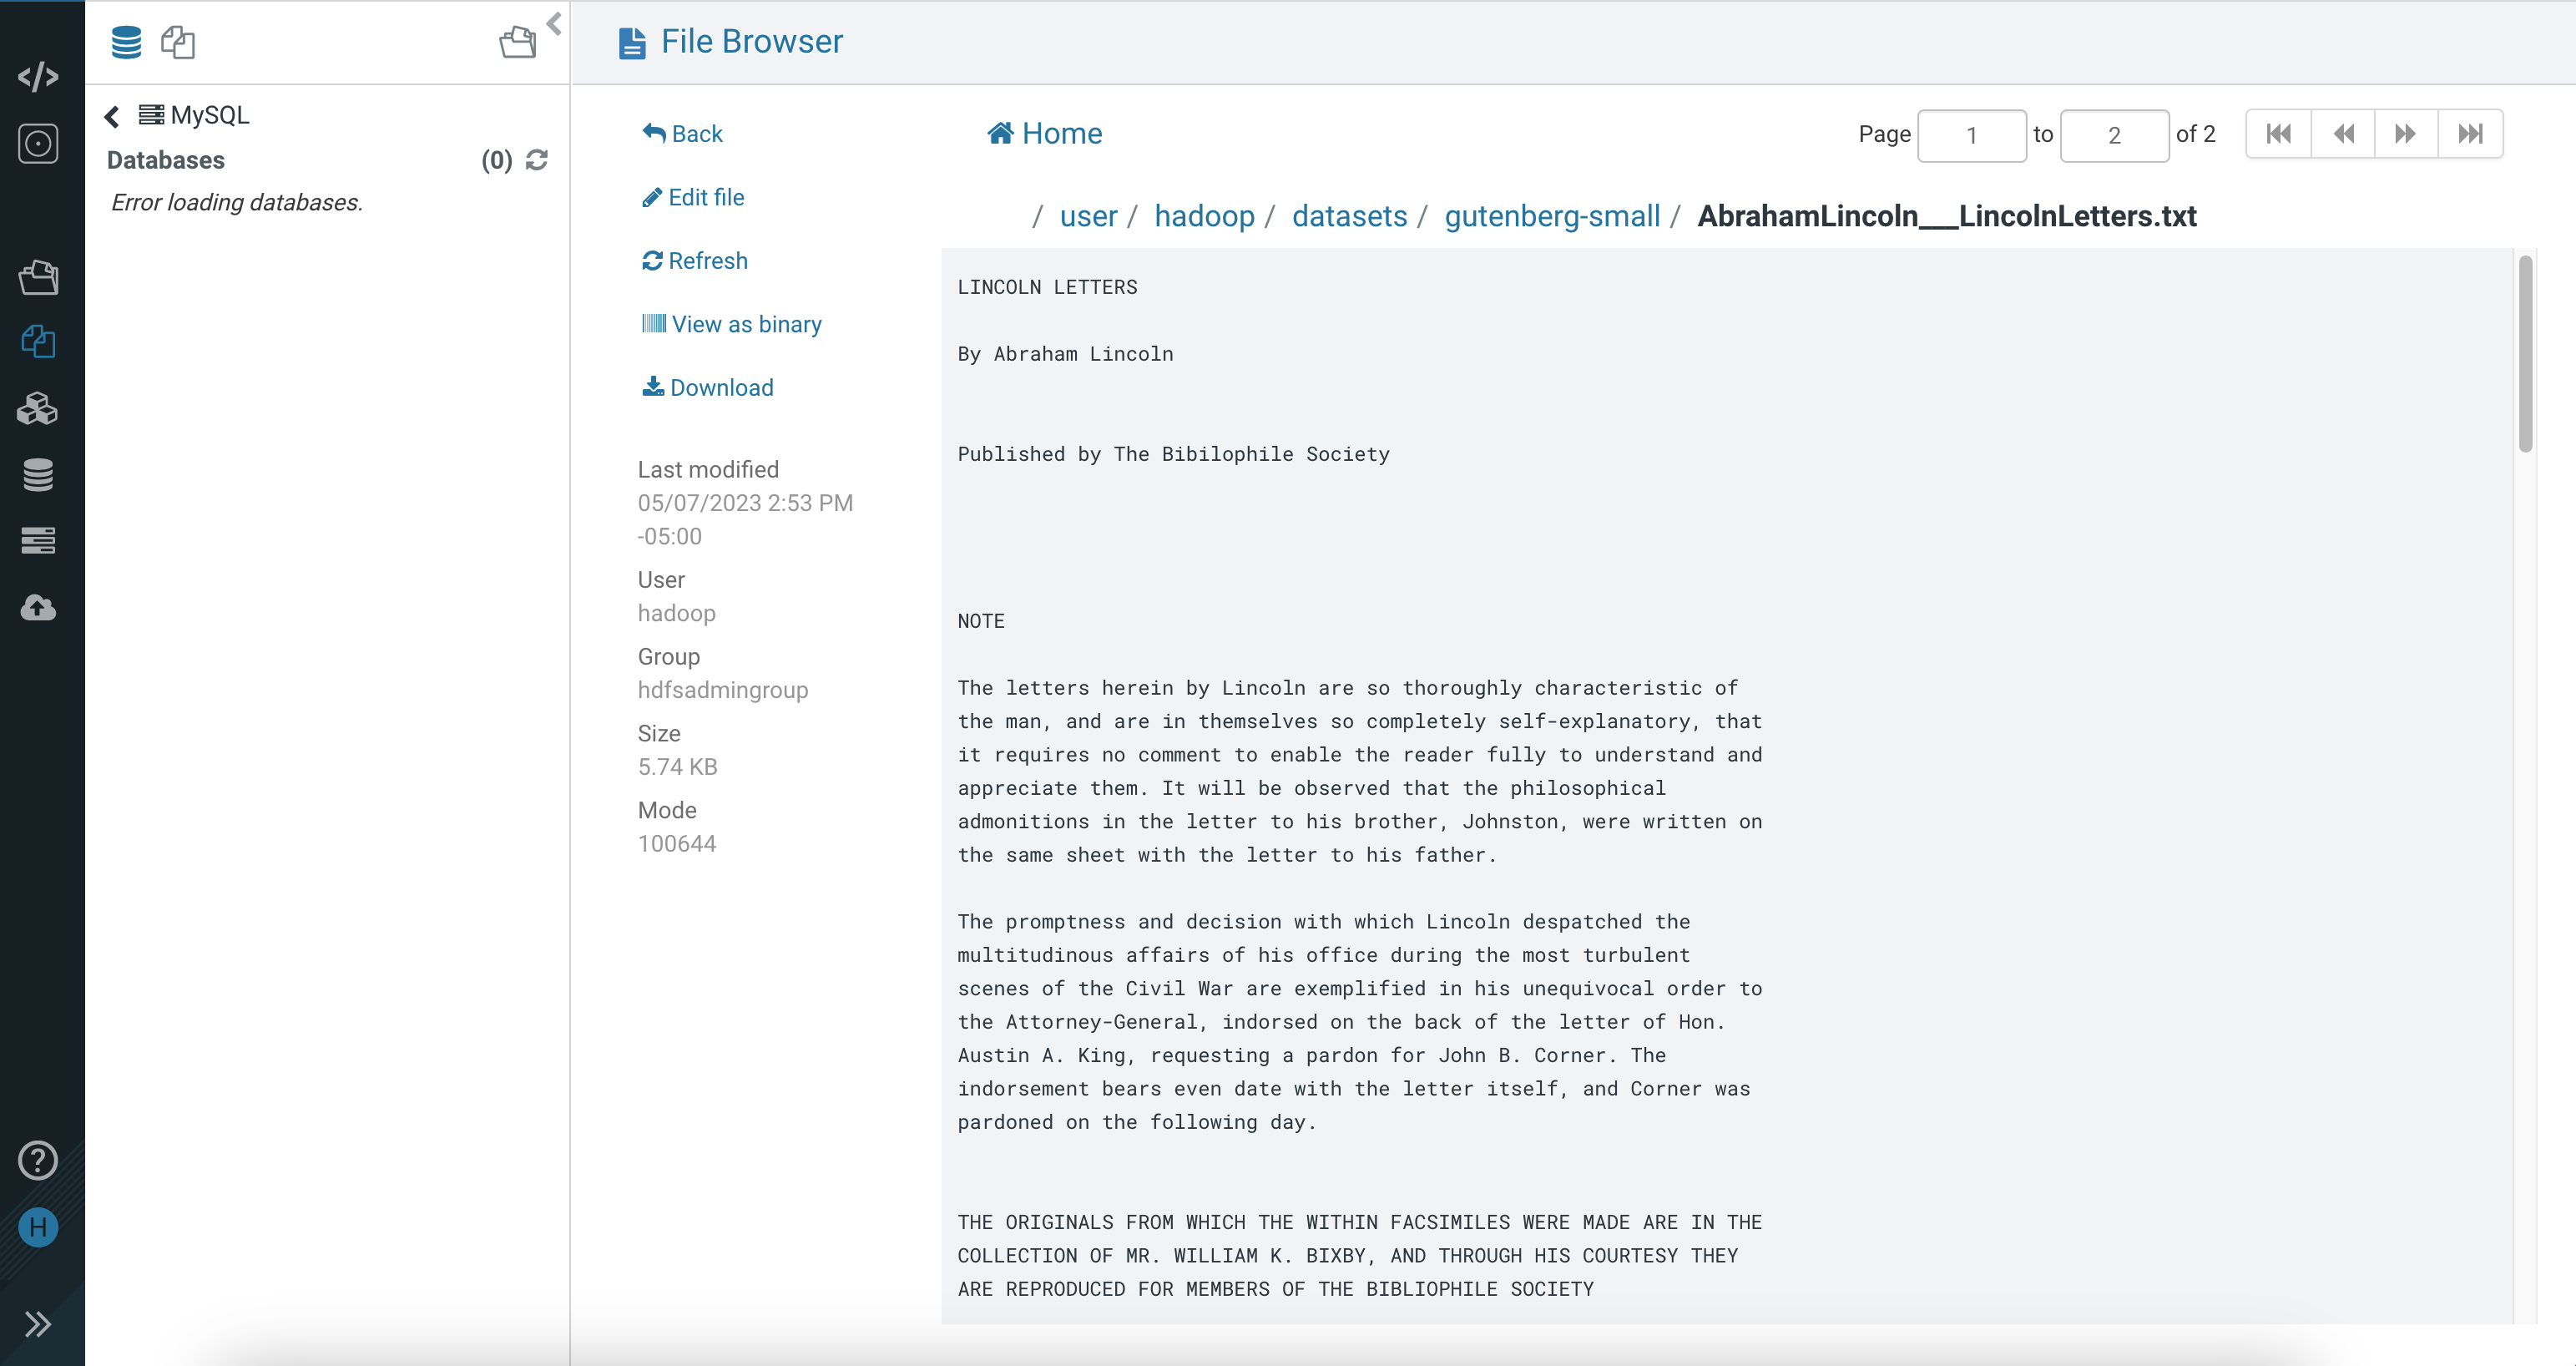 File Browser
MySQL
Databases (0)
Error loading databases.
Back
Edit file
Refresh
View as binary
Download
Last modified
05/07/2023 2:53 PM
-05:00
User
hadoop
Group
hdfsadmingroup
Size
5.74 KB
Mode
100644
Home
Page 1 to 2 of 2
/ user / hadoop / datasets / gutenberg-small / AbrahamLincoln___LincolnLetters.txt
LINCOLN LETTERS
By Abraham Lincoln
Published by The Bibilophile Society
NOTE
The letters herein by Lincoln are so thoroughly characteristic of
the man, and are in themselves so completely self-explanatory, that
it requires no comment to enable the reader fully to understand and
appreciate them. It will be observed that the philosophical
admonitions in the letter to his brother, Johnston, were written on
the same sheet with the letter to his father.
The promptness and decision with which Lincoln despatched the
multitudinous affairs of his office during the most turbulent
scenes of the Civil War are exemplified in his unequivocal order to
the Attorney-General, indorsed on the back of the letter of Hon.
Austin A. King, requesting a pardon for John B. Corner. The
indorsement bears even date with the letter itself, and Corner was
pardoned on the following day.
THE ORIGINALS FROM WHICH THE WITHIN FACSIMILES WERE MADE ARE IN THE
COLLECTION OF MR. WILLIAM K. BIXBY, AND THROUGH HIS COURTESY THEY
ARE REPRODUCED FOR MEMBERS OF THE BIBLIOPHILE SOCIETY
H